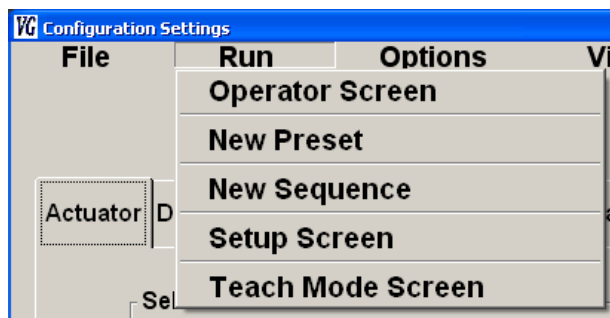 VG Configuration Settings
File Run Options
Operator Screen
New Preset
New Sequence
Actuator
Setup Screen
Teach Mode Screen